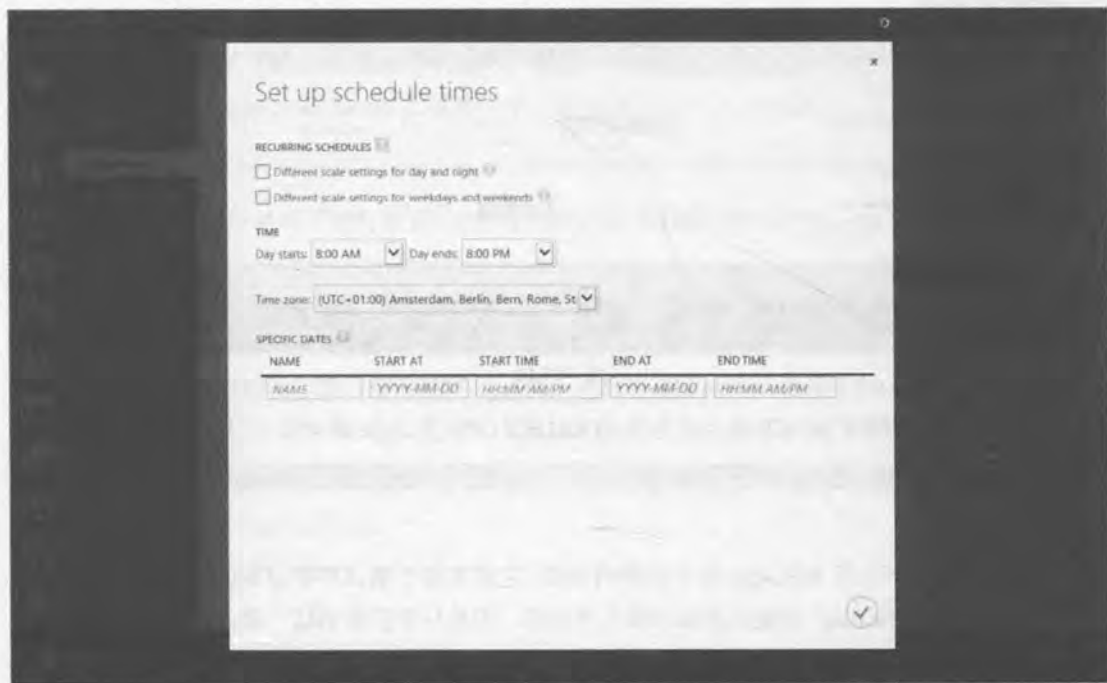 ×
Set up schedule times
RECURRING SCHEDULES ?
Different scale settings for day and night ?
Different scale settings for weekdays and weekends ?
TIME
Day starts: 8:00 AM Day ends: 8:00 PM
Time zone: (UTC+01:00) Amsterdam, Berlin, Bern, Rome, St
SPECIFIC DATES ?
NAME START AT START TIME END AT END TIME
NAME YYYY-MM-DD HH:MM AM/PM YYYY-MM-DD HH:MM AM/PM